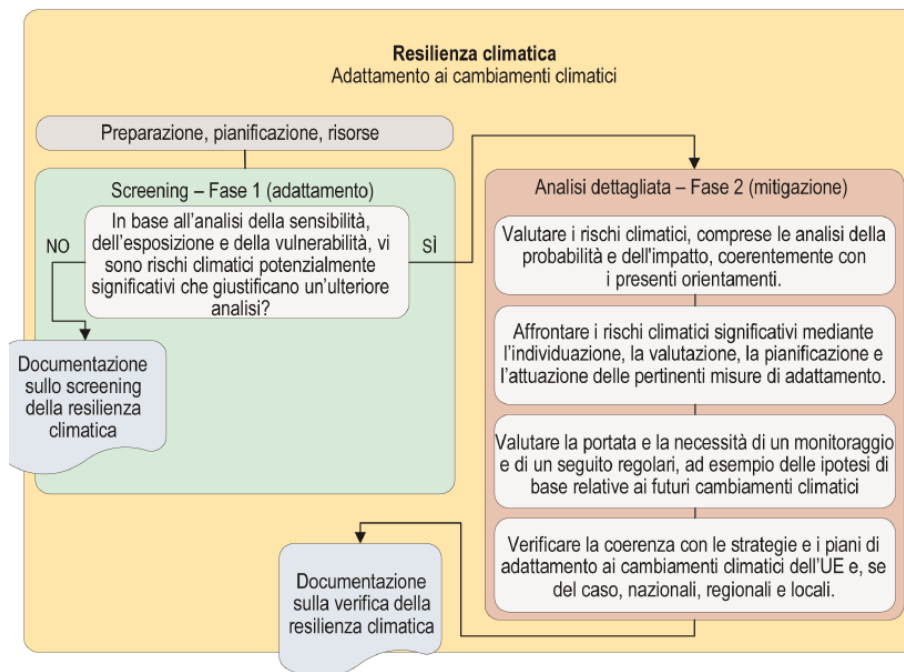 Resilienza climatica
Adattamento ai cambiamenti climatici
Preparazione, pianificazione, risorse
Screening – Fase 1 (adattamento)
In base all'analisi della sensibilità,
dell'esposizione e della vulnerabilità, vi
sono rischi climatici potenzialmente
significativi che giustificano un'ulteriore
analisi?
NO
SÌ
Documentazione
sullo screening
della resilienza
climatica
Analisi dettagliata – Fase 2 (mitigazione)
Valutare i rischi climatici, comprese le analisi della
probabilità e dell'impatto, coerentemente con
i presenti orientamenti.
Affrontare i rischi climatici significativi mediante
l'individuazione, la valutazione, la pianificazione e
l'attuazione delle pertinenti misure di adattamento.
Valutare la portata e la necessità di un monitoraggio
e di un seguito regolari, ad esempio delle ipotesi di
base relative ai futuri cambiamenti climatici
Verificare la coerenza con le strategie e i piani di
adattamento ai cambiamenti climatici dell'UE e, se
del caso, nazionali, regionali e locali.
Documentazione
sulla verifica della
resilienza climatica